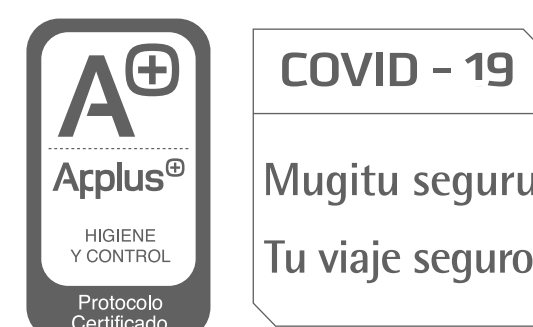 A+
Applus+
HIGIENE
Y CONTROL
Protocolo
Certificado
COVID - 19
Mugitu seguru
Tu viaje seguro